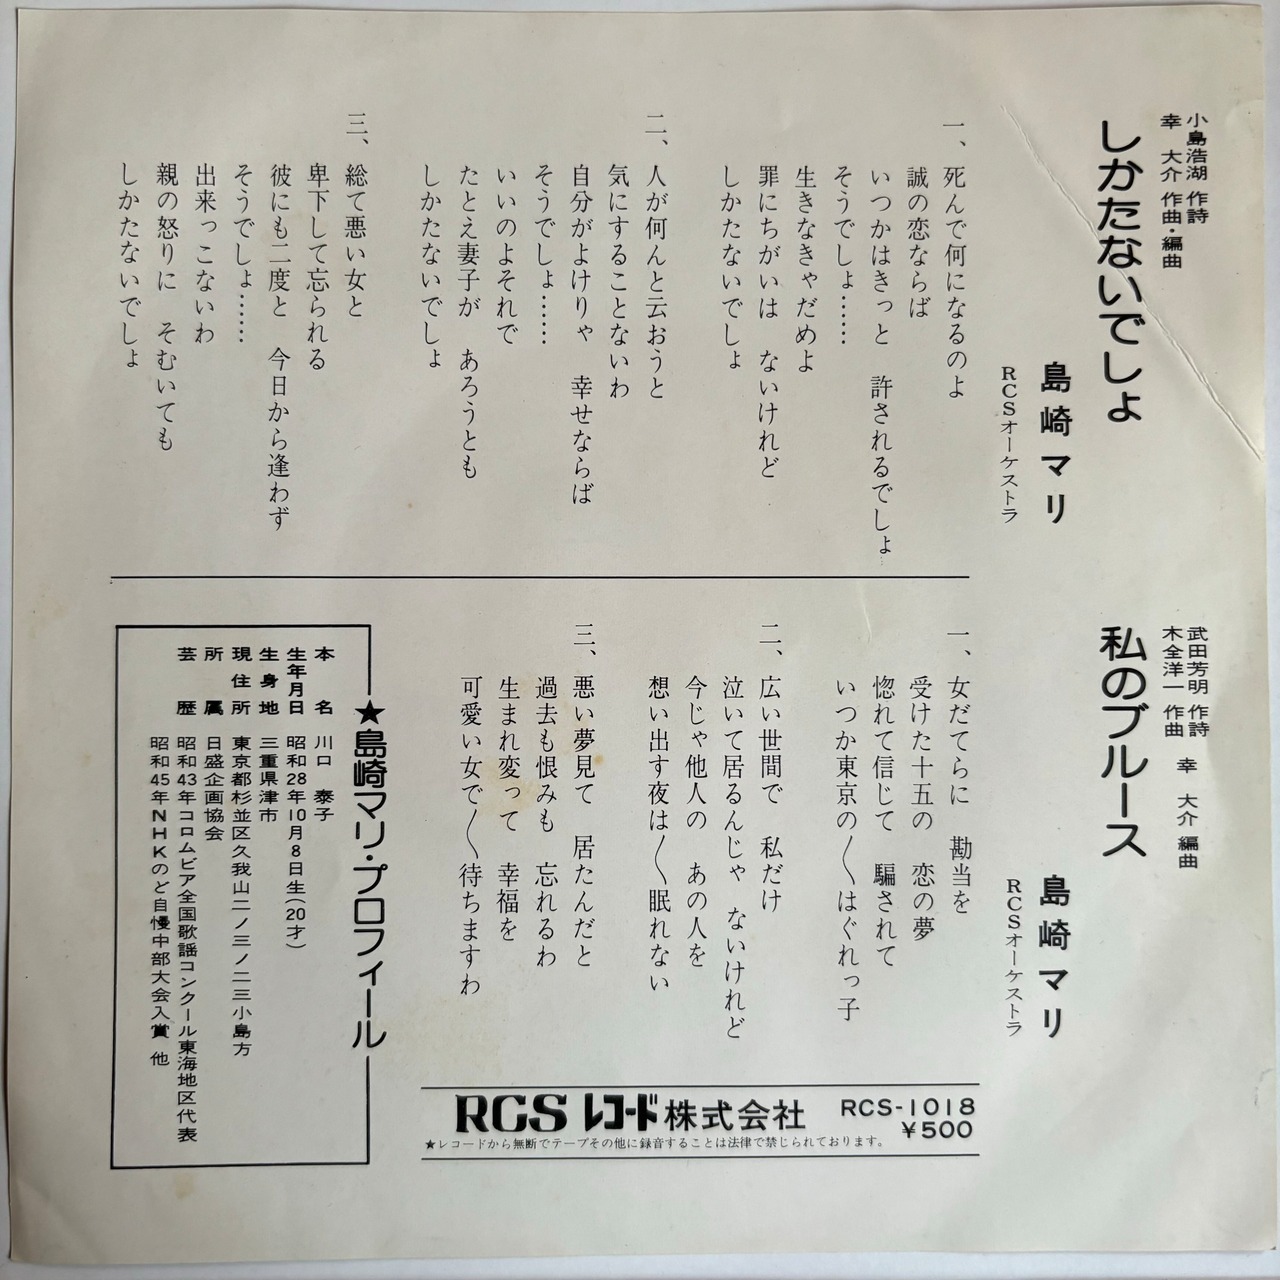 しかたないでしょ
小島浩湖 作詩
幸 大介 作曲・編曲
島崎マリ
RCSオーケストラ
一、死んで何になるのよ
誠の恋ならば
いつかはきっと 許されるでしょ…
そうでしょ……
生きなきゃだめよ
罪にちがいは ないけれど
しかたないでしょ
二、人が何んと云おうと
気にすることないわ
自分がよけりゃ 幸せならば
そうでしょ……
いいのよそれで
たとえ妻子が あろうとも
しかたないでしょ
三、総て悪い女と
卑下して忘られる
彼にも二度と 今日から逢わず
そうでしょ……
出来っこないわ
親の怒りに そむいても
しかたないでしょ
私のブルース
武田芳明 作詩
木全洋一 作曲 幸 大介 編曲
島崎マリ
RCSオーケストラ
一、女だてらに 勘当を
受けた十五の 恋の夢
惚れて信じて 騙されて
いつか東京の〳〵はぐれっ子
二、広い世間で 私だけ
泣いて居るんじゃ ないけれど
今じゃ他人の あの人を
想い出す夜は〳〵眠れない
三、悪い夢見て 居たんだと
過去も恨みも 忘れるわ
生まれ変って 幸福を
可愛い女で〳〵待ちますわ
★島崎マリ・プロフィール
本名 川口 泰子
生年月日 昭和28年10月8日生(20才)
生身地 三重県津市
現住所 東京都杉並区久我山二ノ三ノ二三小島方
所属 日盛企画協会
芸歴 昭和43年コロムビア全国歌謡コンクール東海地区代表
昭和45年NHKのど自慢中部大会入賞 他
RCS レコード株式会社 RCS-1018
¥500
★レコードから無断でテープその他に録音することは法律で禁じられております。